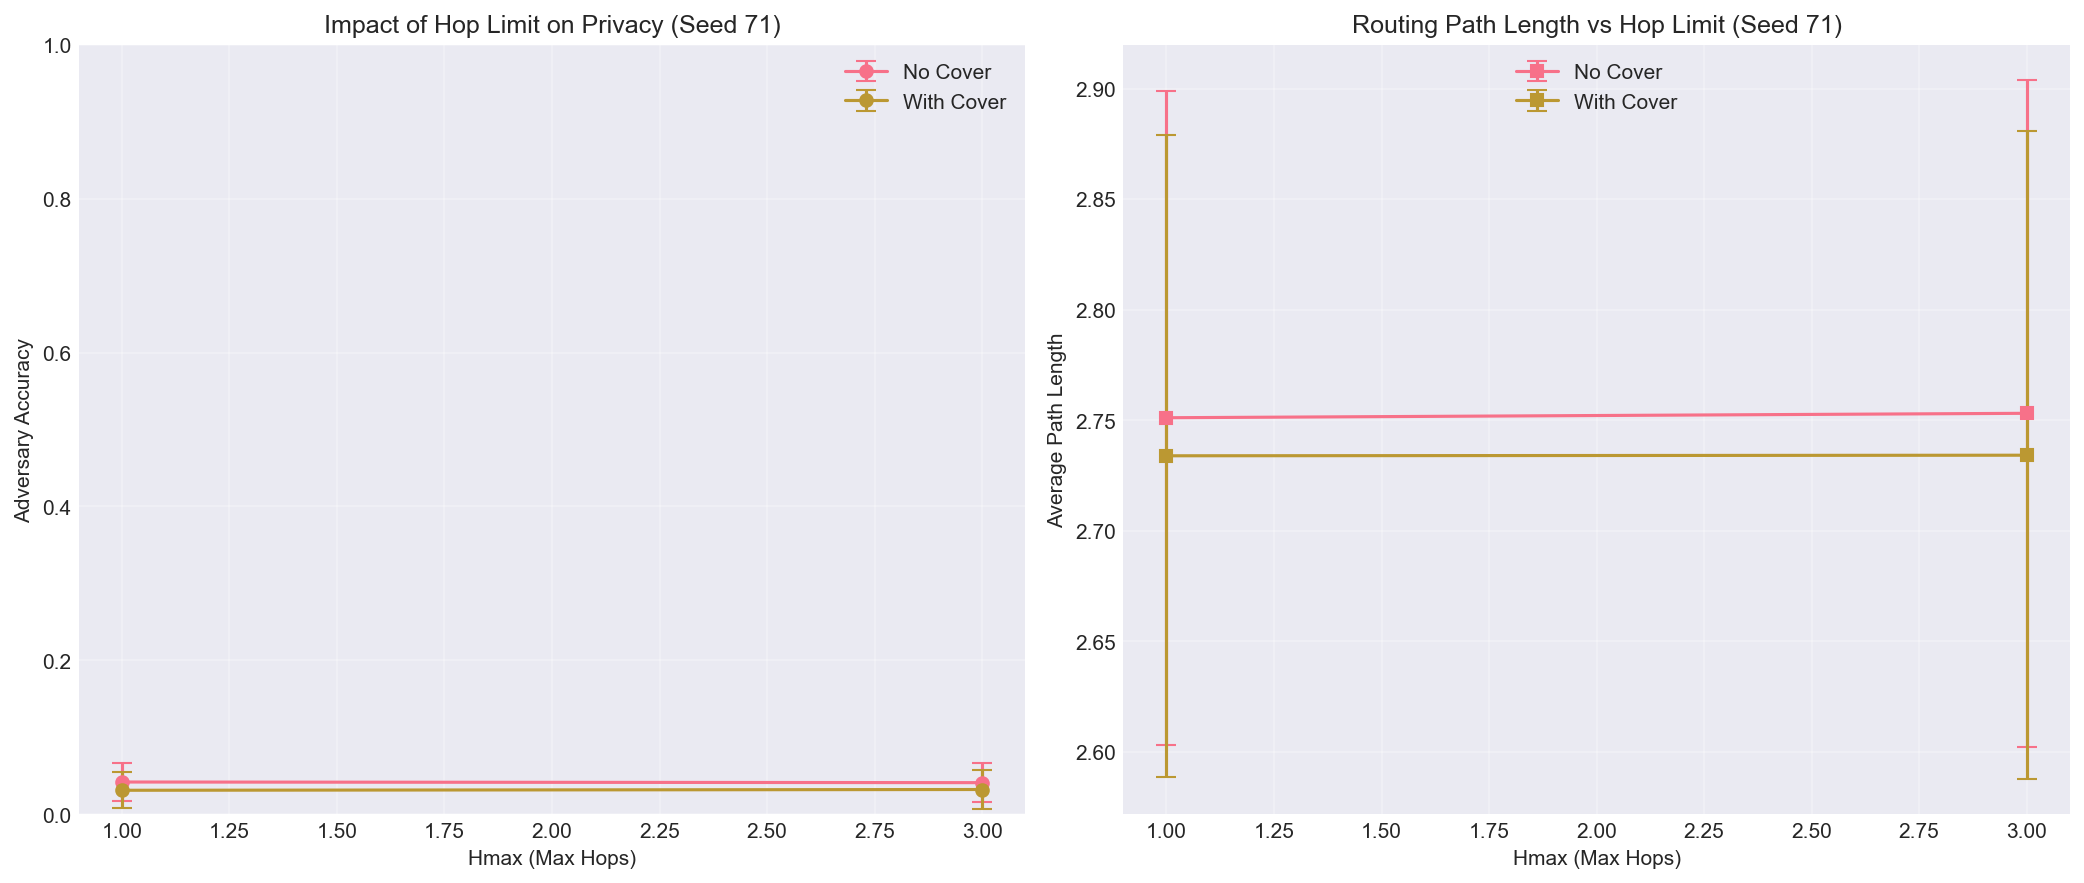 Impact of Hop Limit on Privacy (Seed 71)
No Cover
With Cover
Adversary Accuracy
1.0
0.8
0.6
0.4
0.2
0.0
1.00 1.25 1.50 1.75 2.00 2.25 2.50 2.75 3.00
Hmax (Max Hops)
Routing Path Length vs Hop Limit (Seed 71)
No Cover
With Cover
Average Path Length
2.90
2.85
2.80
2.75
2.70
2.65
2.60
1.00 1.25 1.50 1.75 2.00 2.25 2.50 2.75 3.00
Hmax (Max Hops)